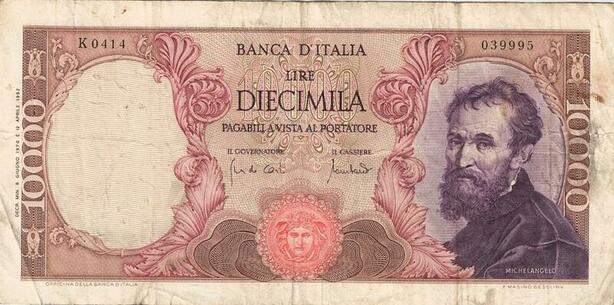 K 0414
BANCA D'ITALIA
039995
LIRE
DIECIMILA
PAGABILI A VISTA AL PORTATORE
IL GOVERNATORE
IL CASSIERE
10000
10000
MICHELANGELO
OFFICINA DELLA BANCA D'ITALIA